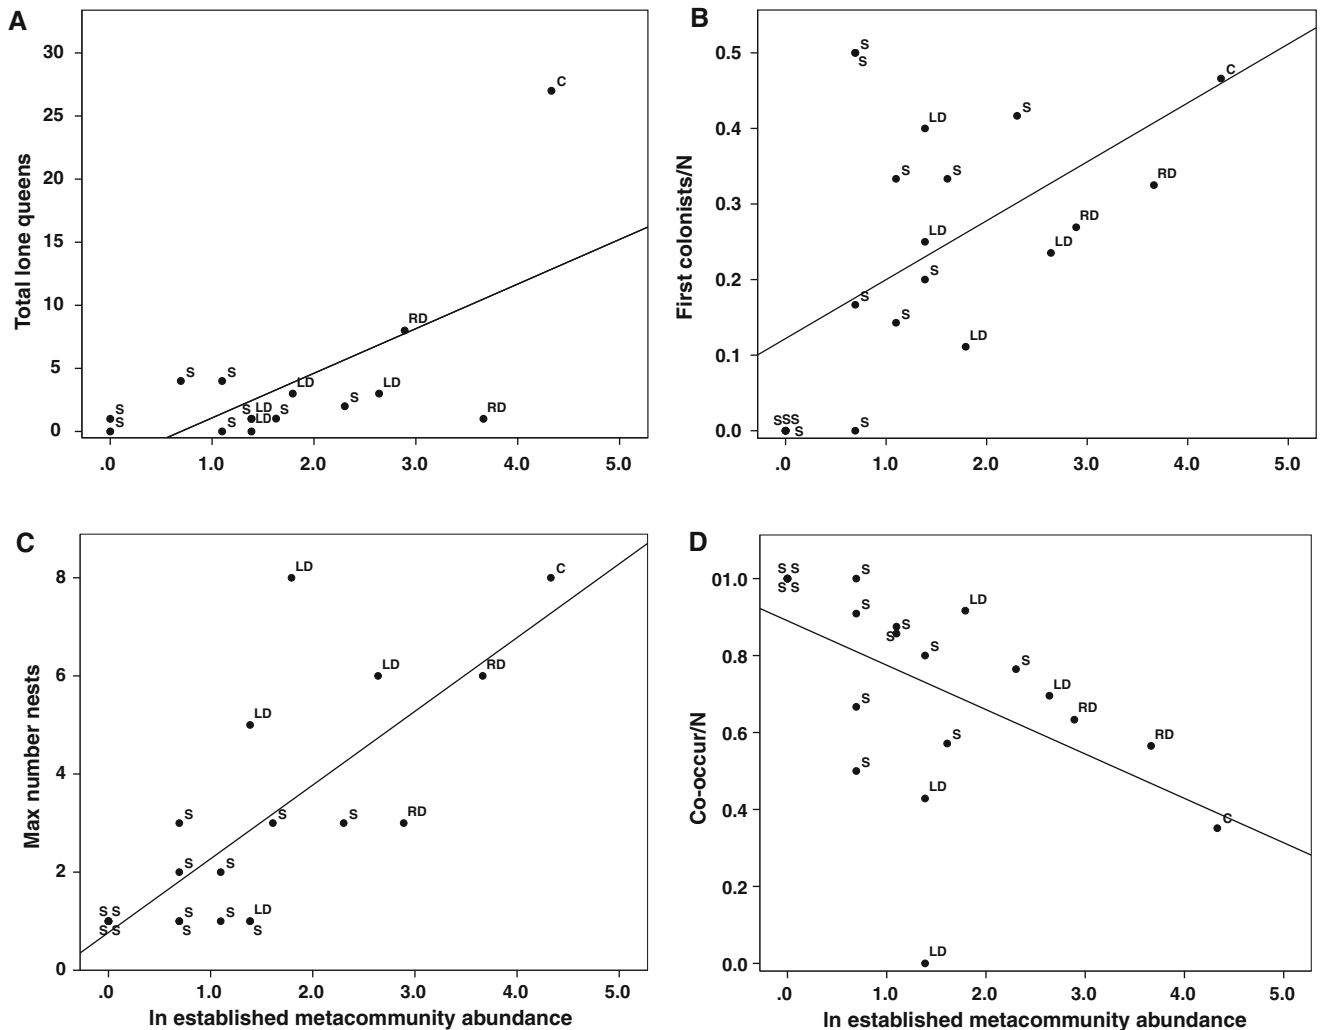 A
Total lone queens
30
25
20
15
10
5
0
C
RD
S
S
LD
LD
S
S
S
LD
S
RD
S
S
LD
.0
1.0
2.0
3.0
4.0
5.0
B
First colonists/N
0.5
0.4
0.3
0.2
0.1
0.0
S
S
C
S
LD
S
S
RD
RD
LD
LD
S
S
S
LD
SSS
S
S
.0
1.0
2.0
3.0
4.0
5.0
C
Max number nests
8
6
4
2
0
LD
C
LD
RD
LD
S
S
S
RD
S
S
S S
S S
S
S
S
LD
S
.0
1.0
2.0
3.0
4.0
5.0
ln established metacommunity abundance
D
Co-occur/N
01.0
0.8
0.6
0.4
0.2
0.0
S S
S S
S
S
LD
S
S
S
S
LD
S
RD
S
RD
S
LD
C
LD
.0
1.0
2.0
3.0
4.0
5.0
ln established metacommunity abundance